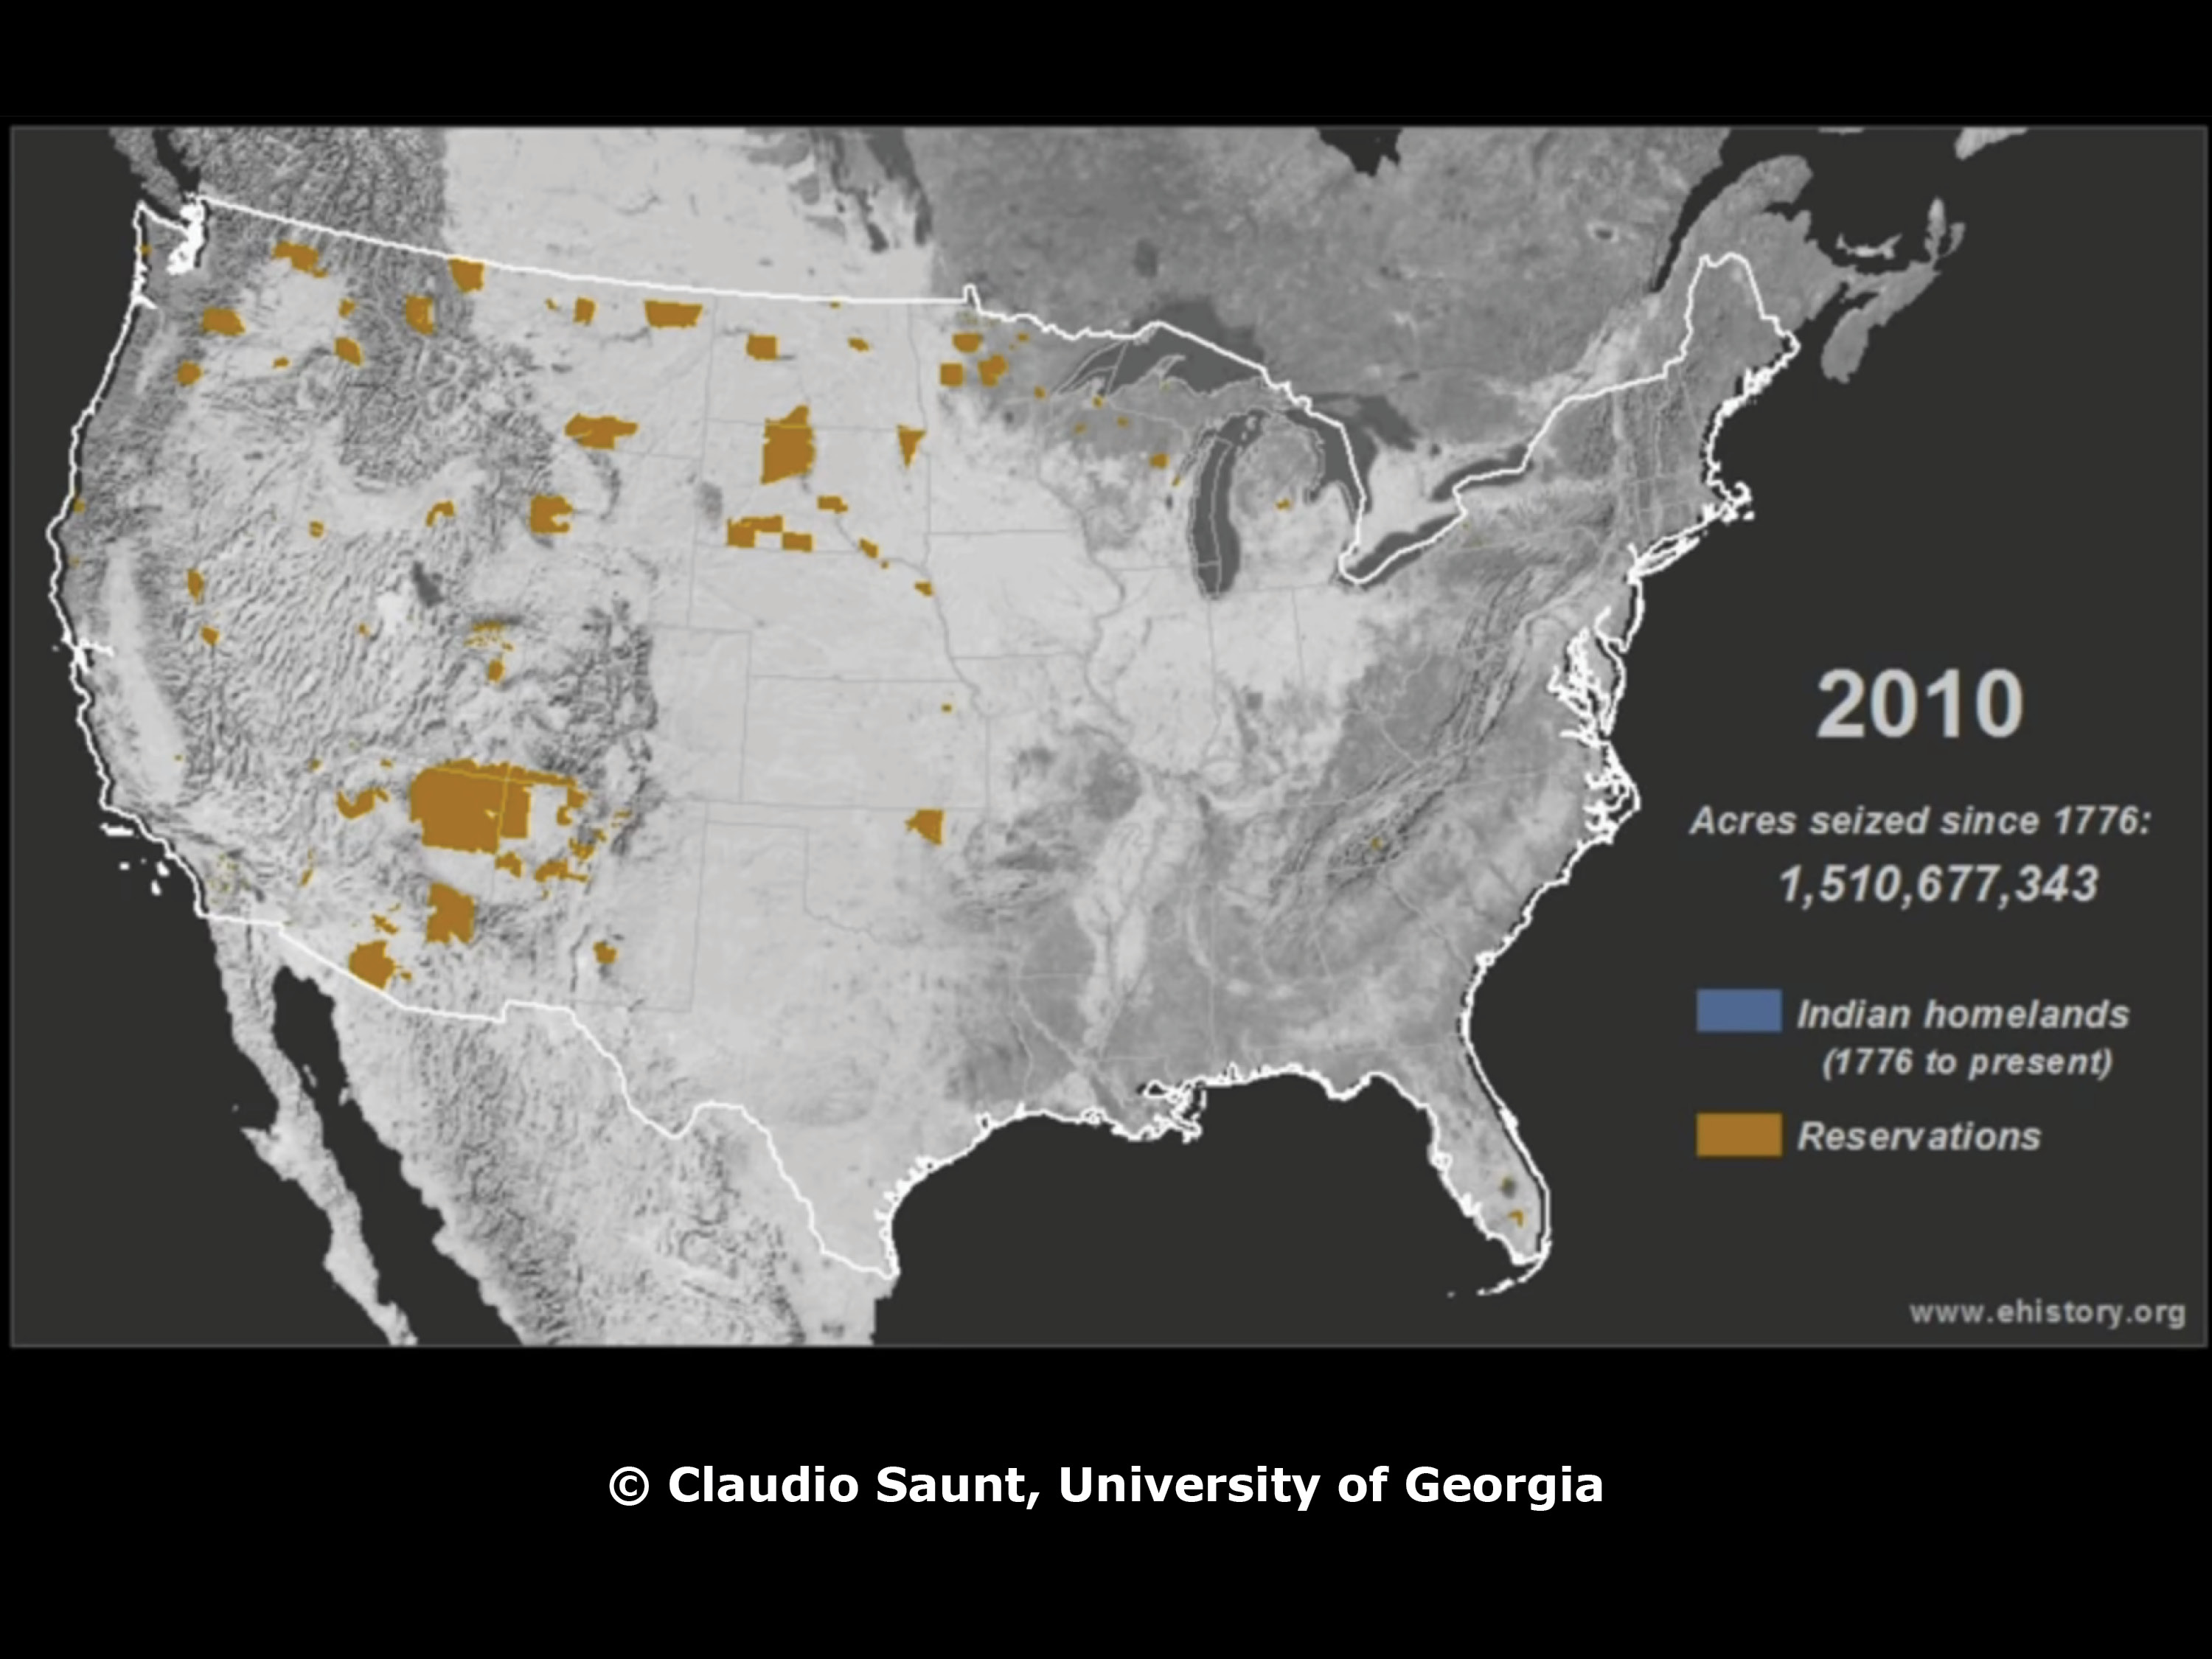 2010
Acres seized since 1776:
1,510,677,343
Indian homelands
(1776 to present)
Reservations
www.ehistory.org
© Claudio Saunt, University of Georgia